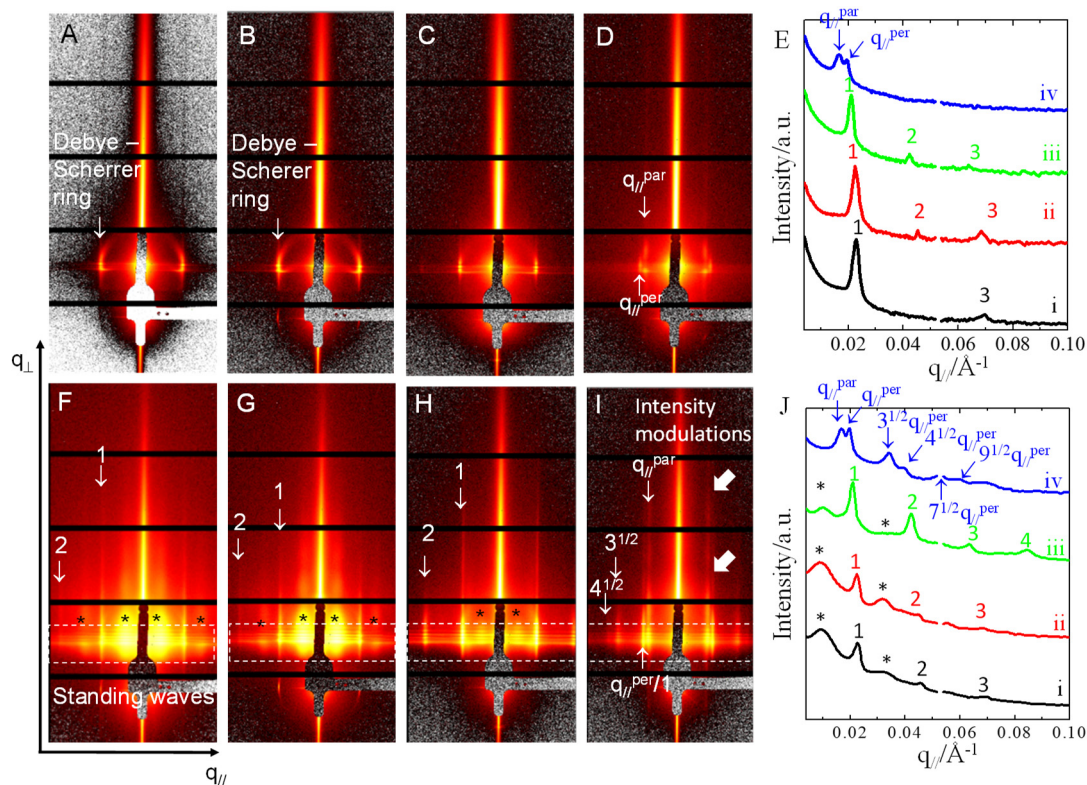 A
Debye –
Scherrer
ring
B
Debye –
Scherer
ring
C
D
q//par
q//per
E
q//par
q//per
1
iv
1
2
3
iii
1
2
3
ii
1
3
i
Intensity/a.u.
0.02 0.04 0.06 0.08 0.10
q///Å-1
q⊥
F
1
2
* * * *
Standing waves
G
1
2
* * * *
H
1
2
* *
I
Intensity
modulations
q//par
31/2
41/2
q//per/1
q//
J
q//par
q//per
31/2q//per
41/2q//per
91/2q//per
71/2q//per
iv
*
1
*
2
3
4
iii
*
1
*
2
3
ii
*
1
*
2
3
i
Intensity/a.u.
0.02 0.04 0.06 0.08 0.10
q///Å-1